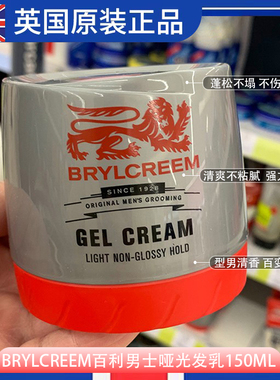 英国原装正品
蓬松不塌 不伤
BRYLCREEM
SINCE 1928
ORIGINAL MEN'S GROOMING
清爽不粘腻 强
GEL CREAM
LIGHT NON-GLOSSY HOLD
型男清香 百变
BRYLCREEM百利男士哑光发乳150ML